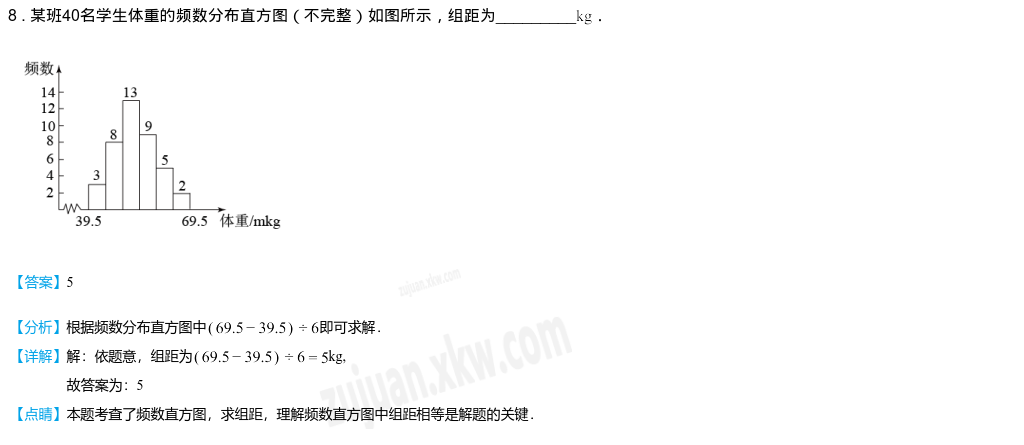 8．某班40名学生体重的频数分布直方图（不完整）如图所示，组距为__________kg．
频数
14
12
10
8
6
4
2
3
8
13
9
5
2
39.5
69.5
体重/mkg
【答案】5
zujuan.xkw.com
【分析】根据频数分布直方图中(69.5－39.5)÷6即可求解．
【详解】解：依题意，组距为(69.5－39.5)÷6＝5kg,
故答案为：5
【点睛】本题考查了频数直方图，求组距，理解频数直方图中组距相等是解题的关键．
zujuan.xkw.com